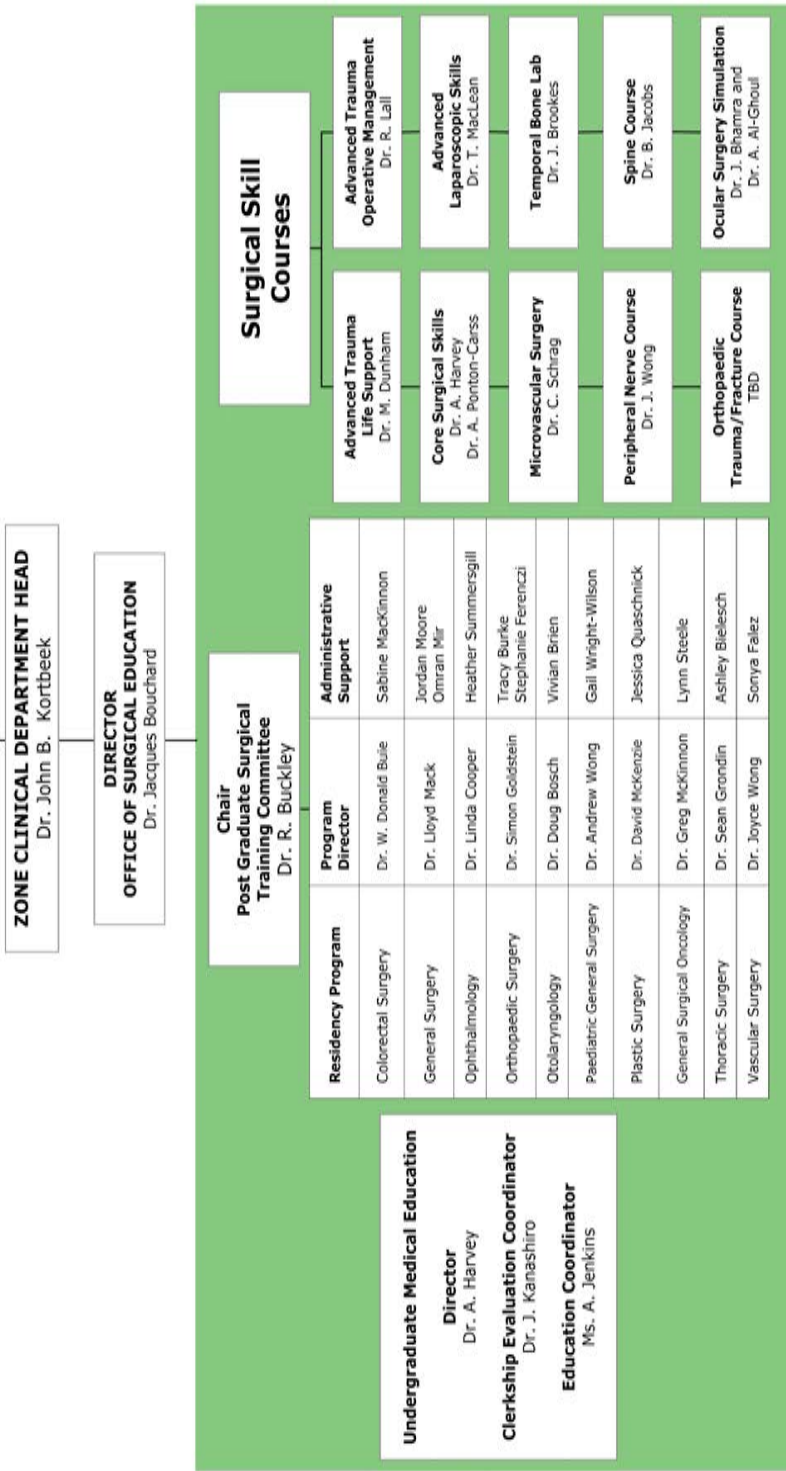 ZONE CLINICAL DEPARTMENT HEAD
Dr. John B. Kortbeek
DIRECTOR
OFFICE OF SURGICAL EDUCATION
Dr. Jacques Bouchard
Undergraduate Medical Education
Director
Dr. A. Harvey
Clerkship Evaluation Coordinator
Dr. J. Kanashiro
Education Coordinator
Ms. A. Jenkins
Chair
Post Graduate Surgical
Training Committee
Dr. R. Buckley
Residency Program
Program
Director
Administrative
Support
Colorectal Surgery
Dr. W. Donald Buie
Sabine MacKinnon
General Surgery
Dr. Lloyd Mack
Jordan Moore
Omran Mir
Ophthalmology
Dr. Linda Cooper
Heather Summersgill
Orthopaedic Surgery
Dr. Simon Goldstein
Tracy Burke
Stephanie Ferenczi
Otolaryngology
Dr. Doug Bosch
Vivian Brien
Paediatric General Surgery
Dr. Andrew Wong
Gail Wright-Wilson
Plastic Surgery
Dr. David McKenzie
Jessica Quaschnick
General Surgical Oncology
Dr. Greg McKinnon
Lynn Steele
Thoracic Surgery
Dr. Sean Grondin
Ashley Bielesch
Vascular Surgery
Dr. Joyce Wong
Sonya Falez
Surgical Skill
Courses
Advanced Trauma
Life Support
Dr. M. Dunham
Advanced Trauma
Operative Management
Dr. R. Lall
Core Surgical Skills
Dr. A. Harvey
Dr. A. Ponton-Carss
Advanced
Laparoscopic Skills
Dr. T. MacLean
Microvascular Surgery
Dr. C. Schrag
Temporal Bone Lab
Dr. J. Brookes
Peripheral Nerve Course
Dr. J. Wong
Spine Course
Dr. B. Jacobs
Orthopaedic
Trauma/Fracture Course
TBD
Ocular Surgery Simulation
Dr. J. Bhamra and
Dr. A. Al-Ghoul